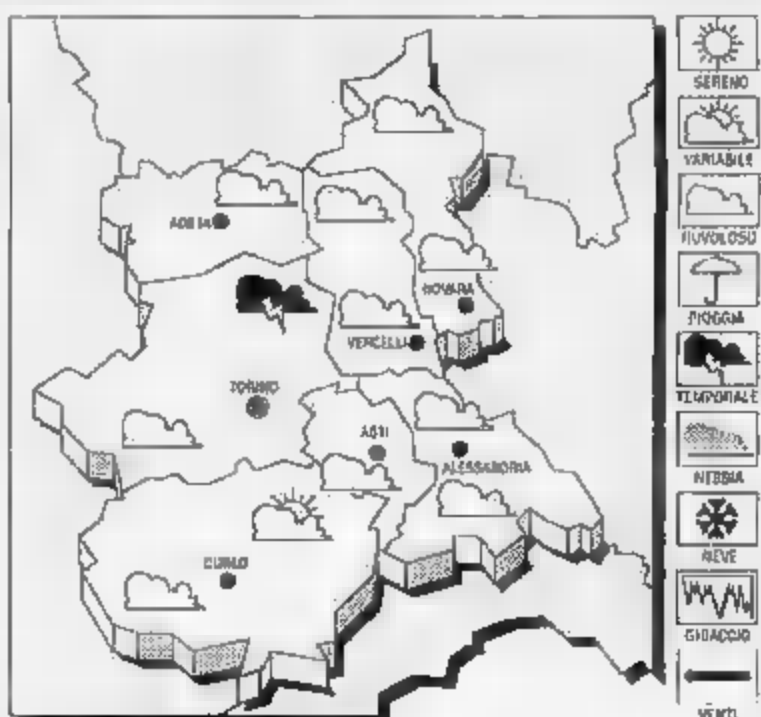 SERENO
VARIABILE
NUVOLOSO
PIOGGIA
TEMPORALE
NEBBIA
NEVE
GHIACCIO
VENTI
AOSTA
NOVARA
VERCELLI
TORINO
ASTI
ALESSANDRIA
CUNEO